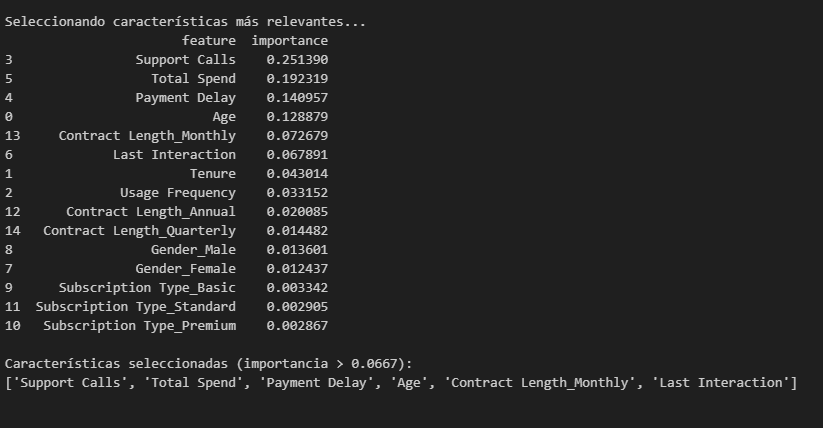 Seleccionando características más relevantes...
feature importance
3 Support Calls 0.251390
5 Total Spend 0.192319
4 Payment Delay 0.140957
0 Age 0.128879
13 Contract Length_Monthly 0.072679
6 Last Interaction 0.067891
1 Tenure 0.043014
2 Usage Frequency 0.033152
12 Contract Length_Annual 0.020085
14 Contract Length_Quarterly 0.014482
8 Gender_Male 0.013601
7 Gender_Female 0.012437
9 Subscription Type_Basic 0.003342
11 Subscription Type_Standard 0.002905
10 Subscription Type_Premium 0.002867
Características seleccionadas (importancia > 0.0667):
['Support Calls', 'Total Spend', 'Payment Delay', 'Age', 'Contract Length_Monthly', 'Last Interaction']